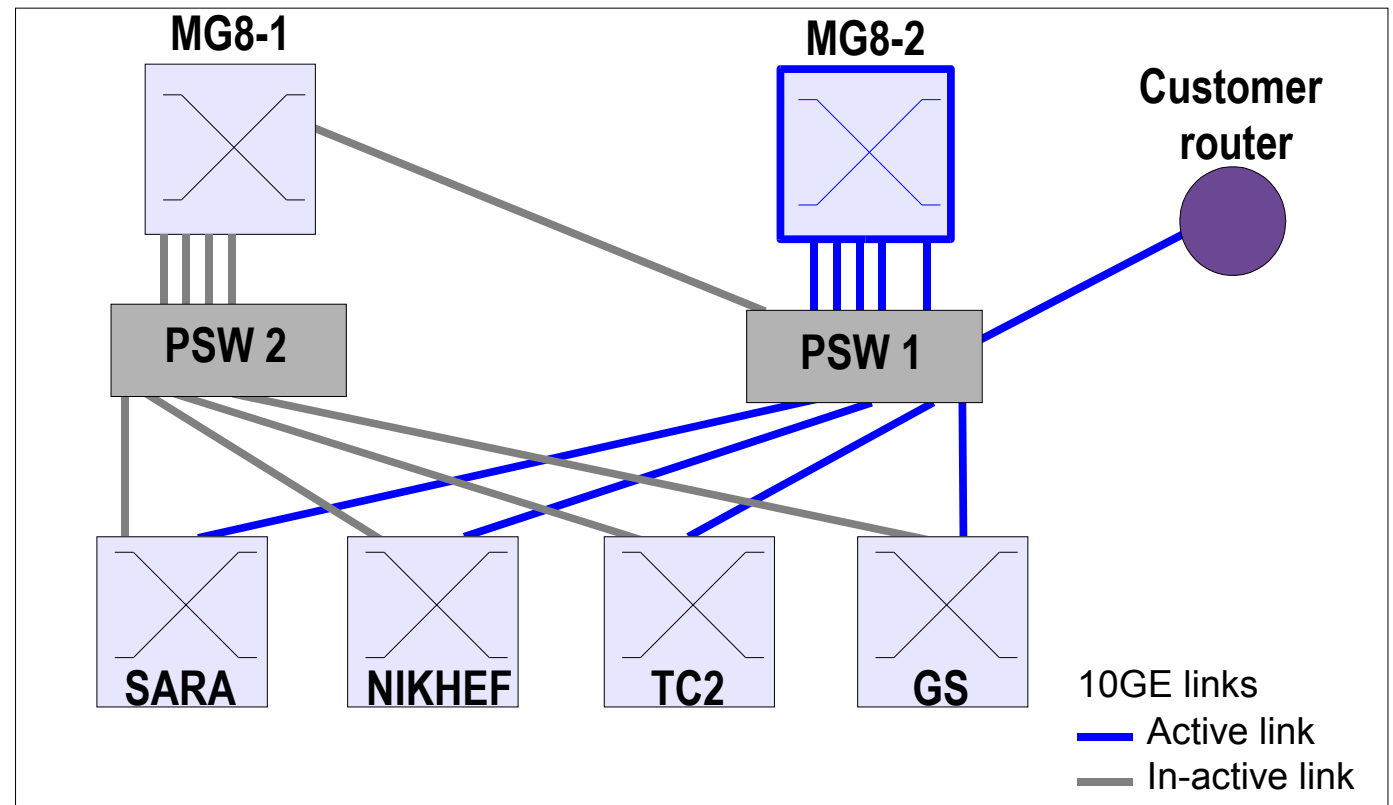 MG8-1
MG8-2
Customer
router
PSW 2
PSW 1
SARA
NIKHEF
TC2
GS
10GE links
Active link
In-active link